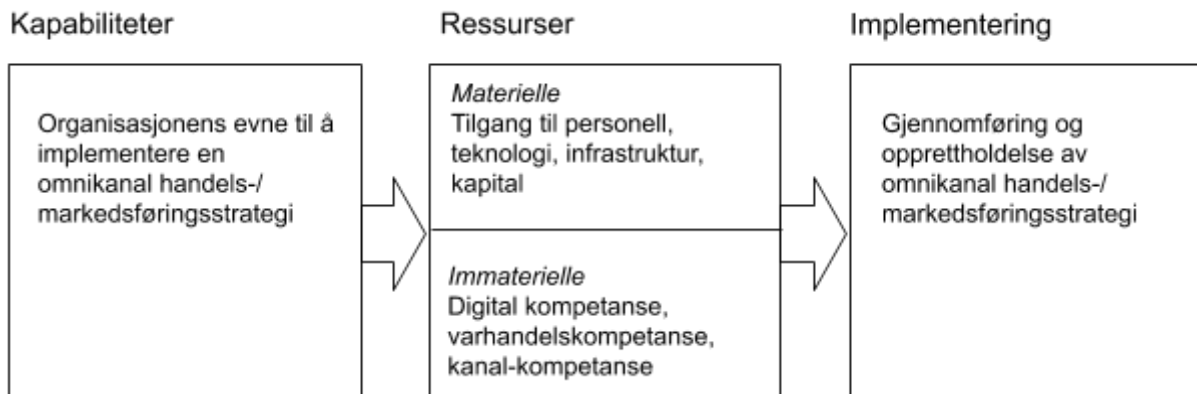 Kapabiliteter
Organisasjonens evne til å
implementere en
omnikanal handels-/
markedsføringsstrategi
Ressurser
Materielle
Tilgang til personell,
teknologi, infrastruktur,
kapital
Immaterielle
Digital kompetanse,
varhandelskompetanse,
kanal-kompetanse
Implementering
Gjennomføring og
opprettholdelse av
omnikanal handels-/
markedsføringsstrategi